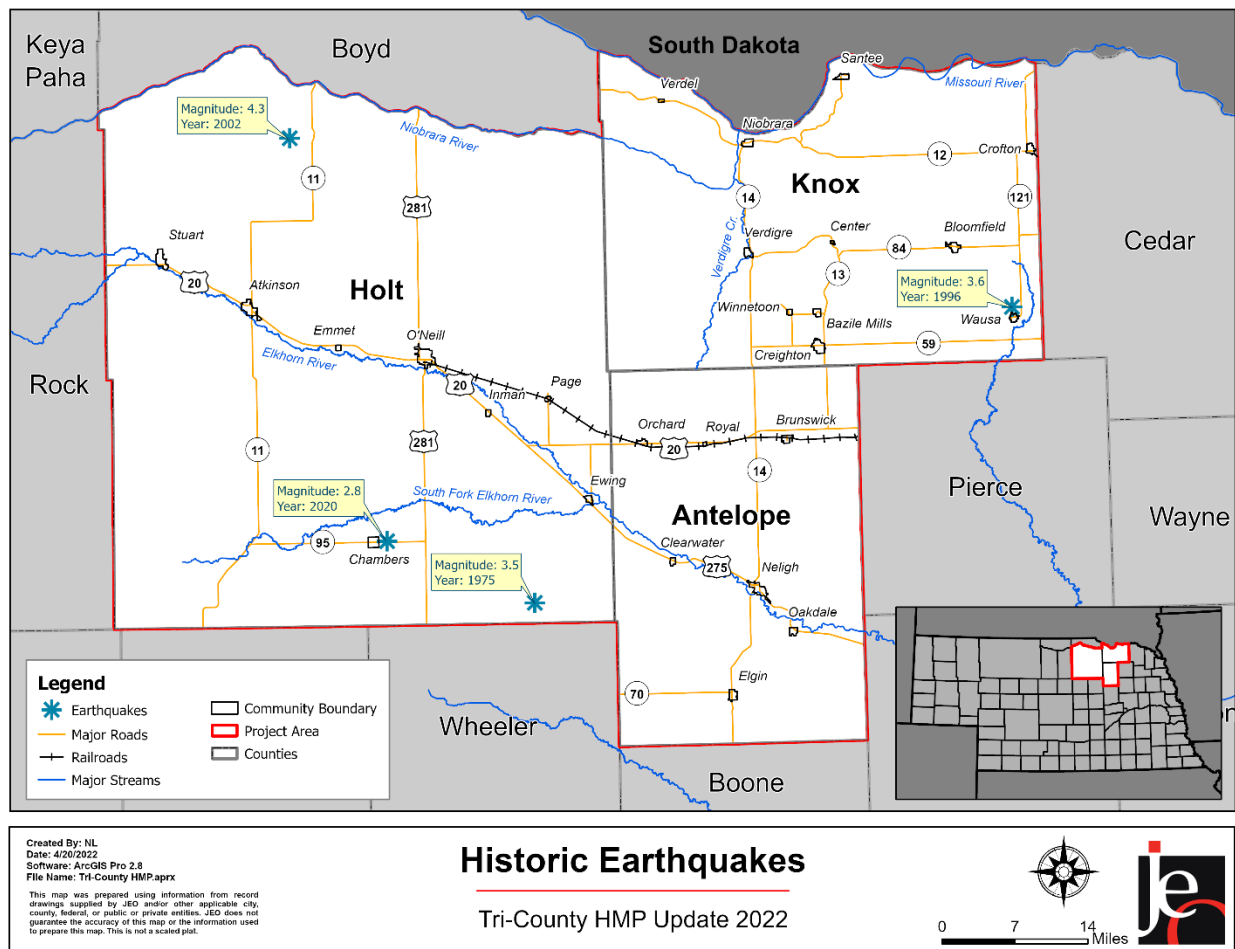 Keya
Paha
Boyd
South Dakota
Santee
Verdel
Missouri River
Magnitude: 4.3
Year: 2002
Niobrara
Niobrara River
12
Crofton
11
Knox
281
14
121
Stuart
Verdigre
Center
84
Bloomfield
Cedar
Verdigre Cr.
20
Atkinson
Holt
13
Magnitude: 3.6
Year: 1996
Winnetoon
Bazile Mills
Wausa
Emmet
O'Neill
Creighton
59
Elkhorn River
Rock
20
Inman
Page
Orchard
Royal
Brunswick
20
281
11
14
Magnitude: 2.8
Year: 2020
South Fork Elkhorn River
Ewing
Pierce
Antelope
Wayne
95
Chambers
Clearwater
Magnitude: 3.5
Year: 1975
275
Neligh
Oakdale
Elgin
70
Wheeler
Boone
Legend
Earthquakes
Major Roads
Railroads
Major Streams
Community Boundary
Project Area
Counties
Created By: NL
Date: 4/20/2022
Software: ArcGIS Pro 2.8
File Name: Tri-County HMP.aprx
This map was prepared using information from record
drawings supplied by JEO and/or other applicable city,
county, federal, or public or private entities. JEO does not
guarantee the accuracy of this map or the information used
to prepare this map. This is not a scaled plat.
Historic Earthquakes
Tri-County HMP Update 2022
0 7 14
Miles
jeo